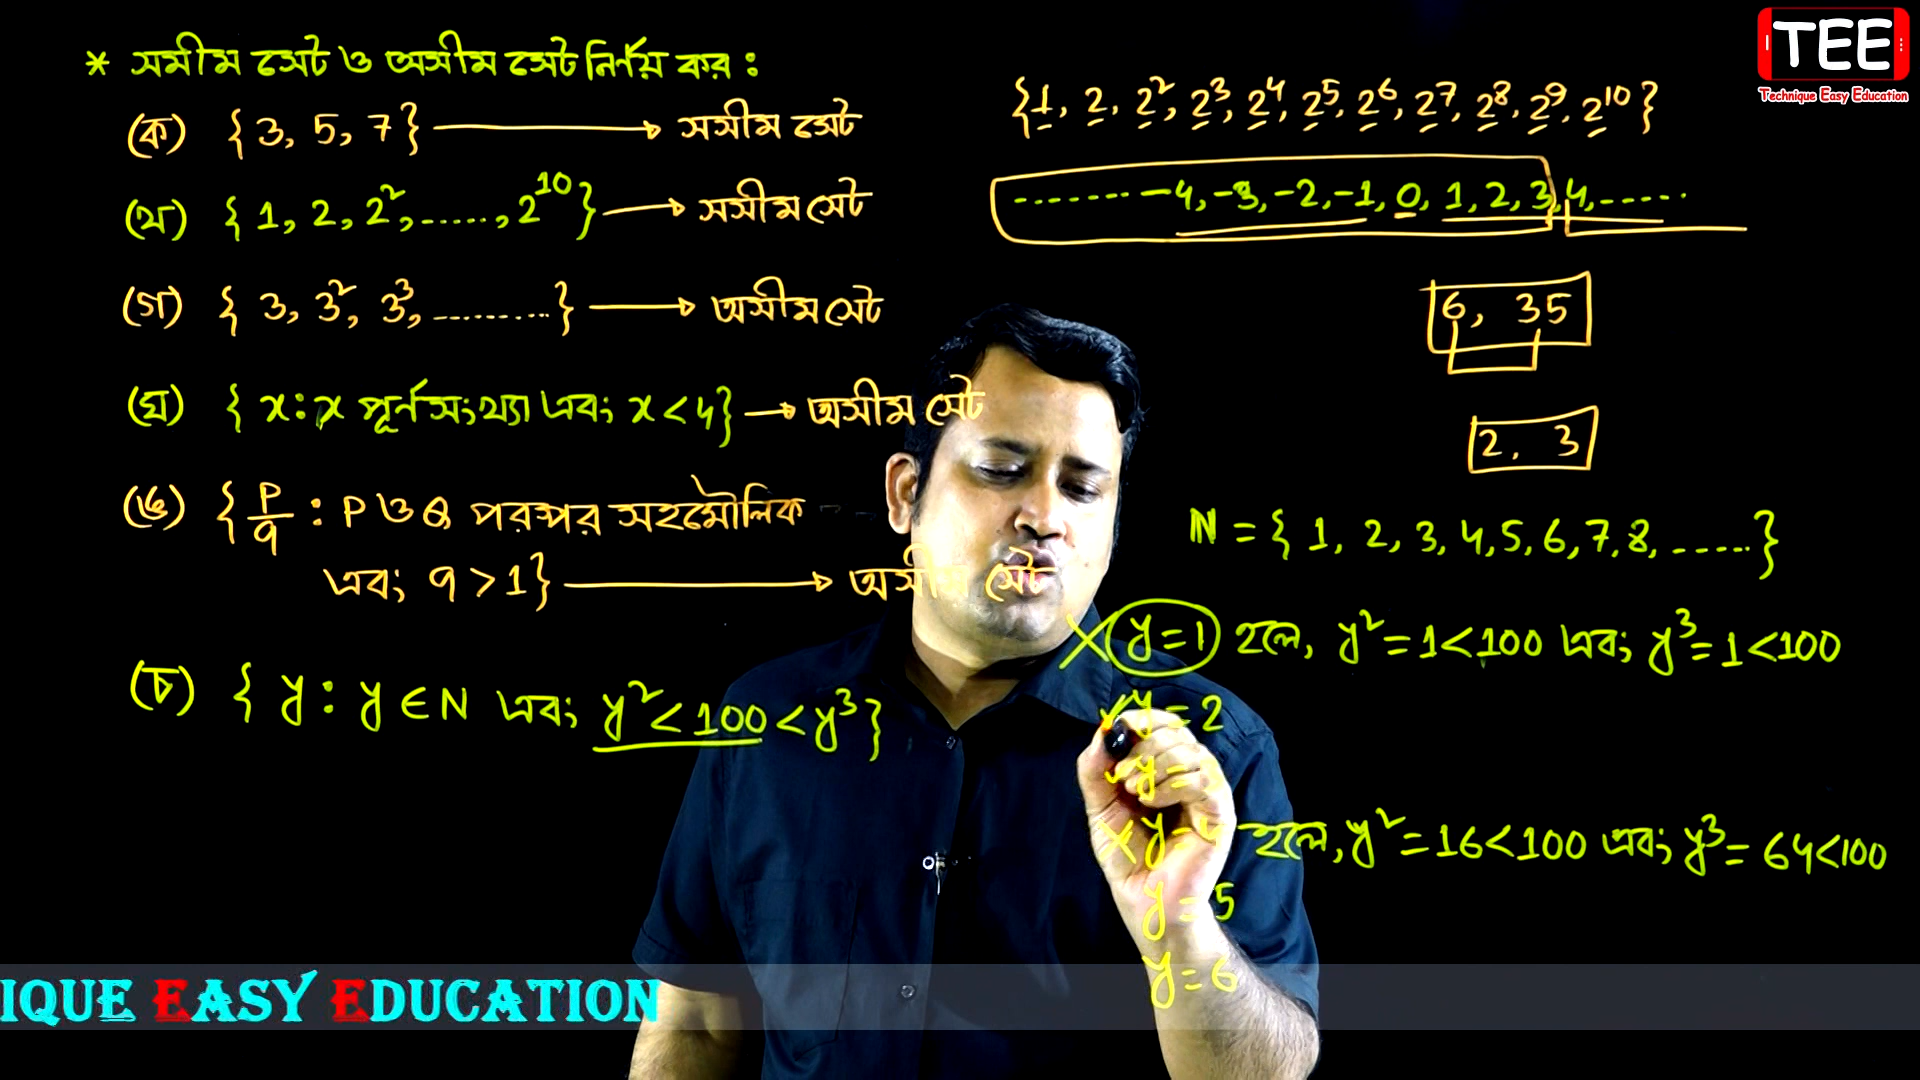 * সসীম সেট ও অসীম সেট নির্ণয় কর :
(ক) { 3, 5, 7} → সসীম সেট
(খ) { 1, 2, 2², ....., 2¹⁰} → সসীম সেট
(গ) { 3, 3², 3³, .......... } → অসীম সেট
(ঘ) { x : x পূর্নসংখ্যা এবং x < 4} → অসীম সেট
(ঙ) { p/q : P ও Q পরস্পর সহমৌলিক
এবং q > 1} → অসীম সেট
(চ) { y : y ∈ N এবং y² < 100 < y³ }
{1, 2, 2², 2³, 2⁴, 2⁵, 2⁶, 2⁷, 2⁸, 2⁹, 2¹⁰}
........ -4, -3, -2, -1, 0, 1, 2, 3, 4, .....
6, 35
2, 3
N = { 1, 2, 3, 4, 5, 6, 7, 8, ..... }
× y = 1 হলে, y² = 1 < 100 এবং y³ = 1 < 100
y = 2
y =
× y = 4 হলে, y² = 16 < 100 এবং y³ = 64 < 100
y = 5
y = 6
TEE
Technique Easy Education
IQUE EASY EDUCATION